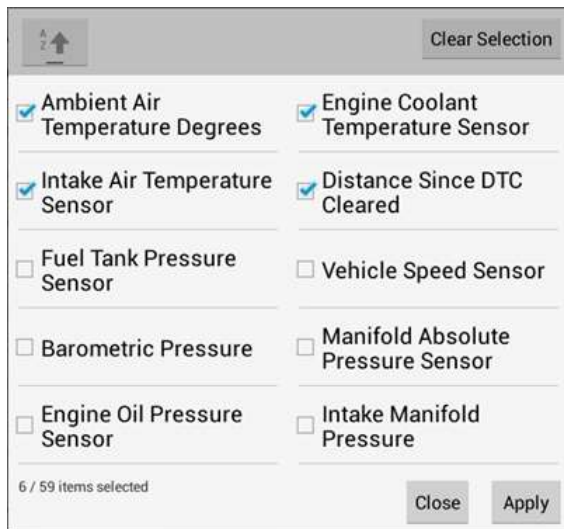 A
Z
Clear Selection
Ambient Air
Temperature Degrees
Engine Coolant
Temperature Sensor
Intake Air Temperature
Sensor
Distance Since DTC
Cleared
Fuel Tank Pressure
Sensor
Vehicle Speed Sensor
Barometric Pressure
Manifold Absolute
Pressure Sensor
Engine Oil Pressure
Sensor
Intake Manifold
Pressure
6 / 59 items selected
Close
Apply